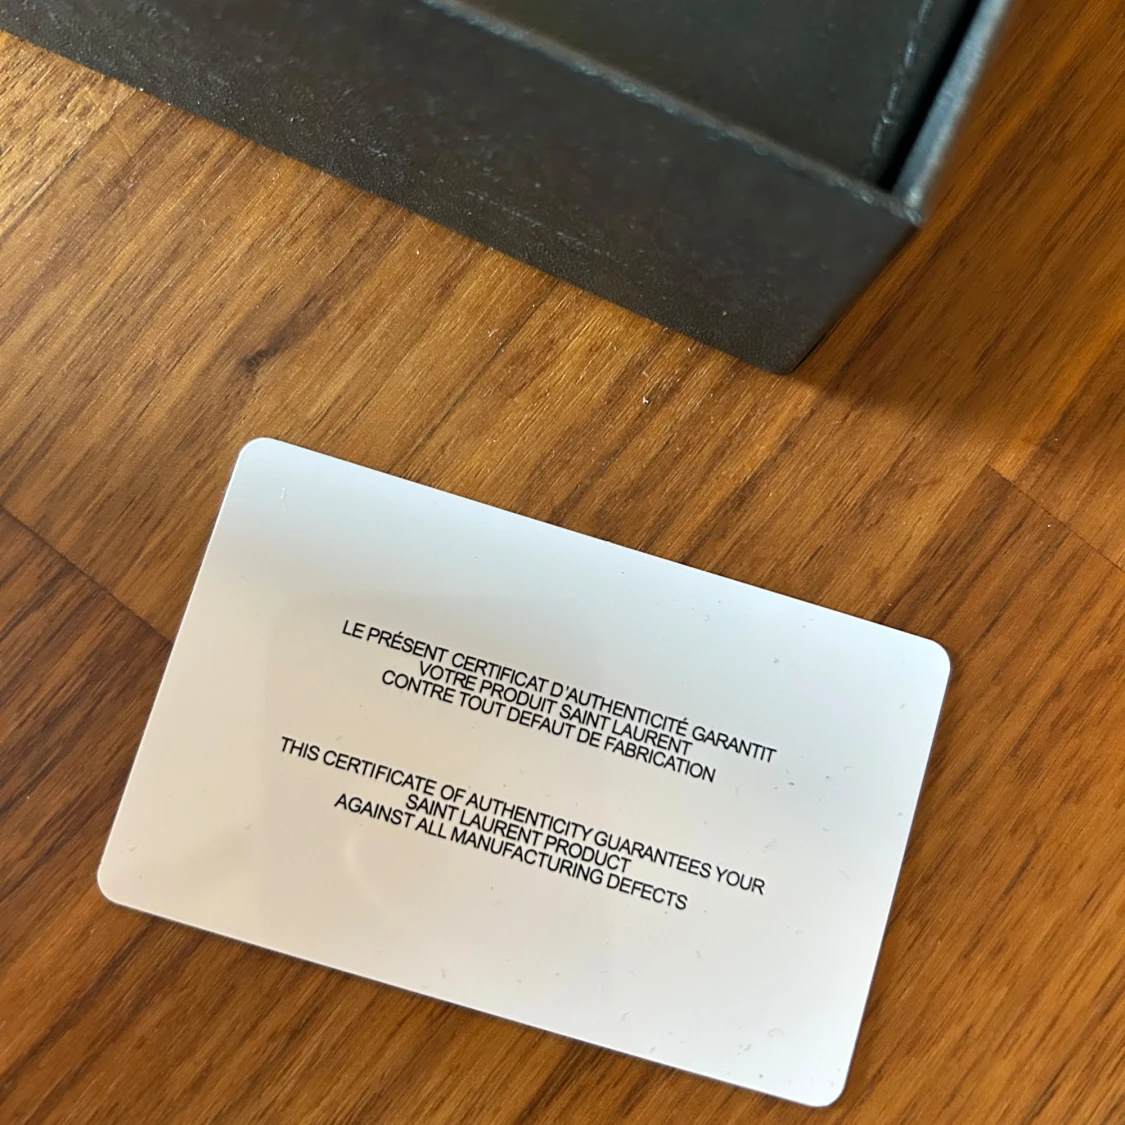 LE PRÉSENT CERTIFICAT D'AUTHENTICITÉ GARANTIT
VOTRE PRODUIT SAINT LAURENT
CONTRE TOUT DEFAUT DE FABRICATION
THIS CERTIFICATE OF AUTHENTICITY GUARANTEES YOUR
SAINT LAURENT PRODUCT
AGAINST ALL MANUFACTURING DEFECTS